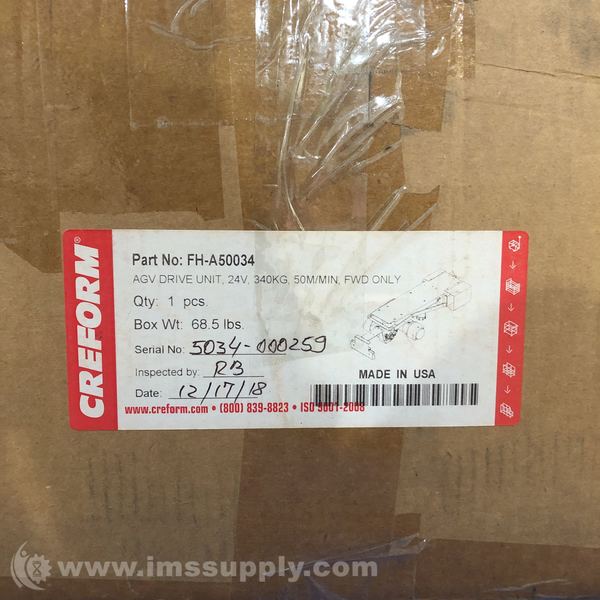 CREFORM®
Part No: FH-A50034
AGV DRIVE UNIT, 24V, 340KG, 50M/MIN, FWD ONLY
Qty: 1 pcs.
Box Wt: 68.5 lbs.
Serial No: 5034-000259
Inspected by: RB
Date: 12/17/18
MADE IN USA
www.creform.com • (800) 839-8823 • ISO 9001-2008
www.imssupply.com